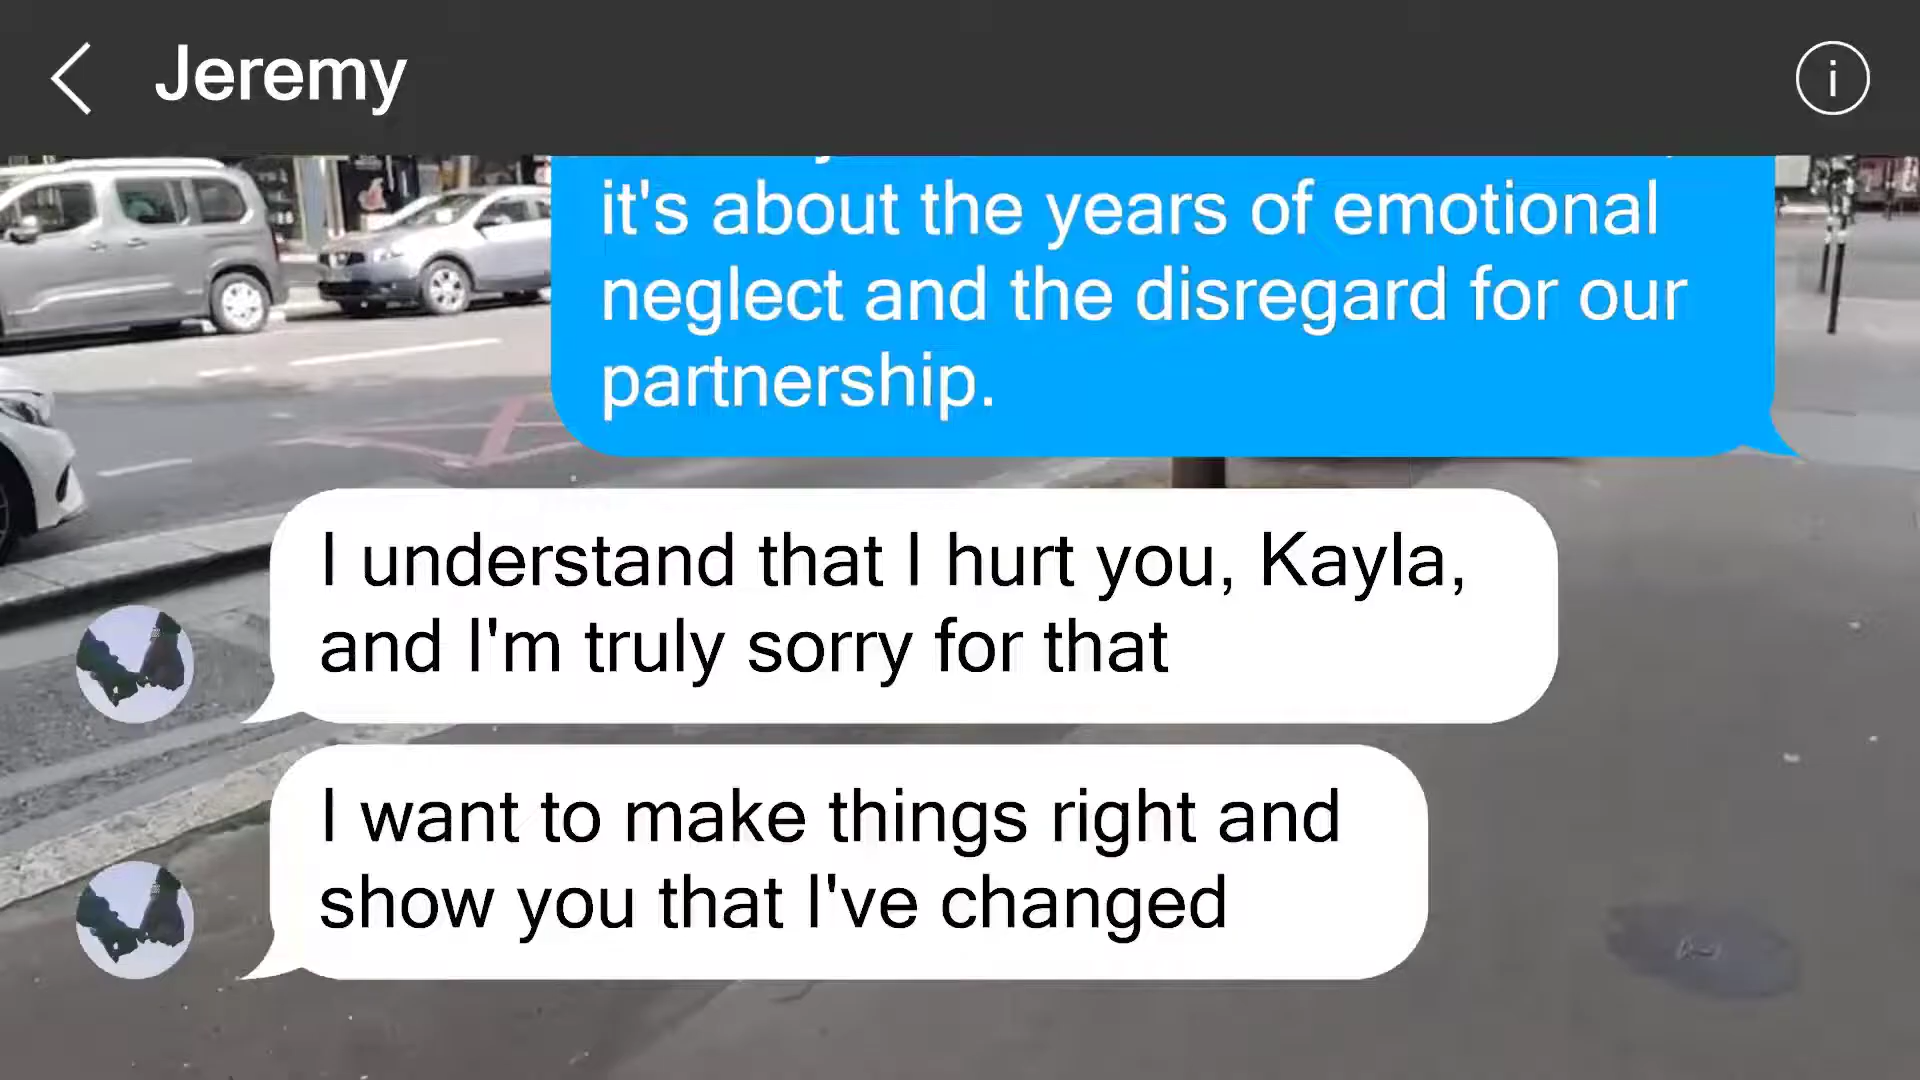 Jeremy
it's about the years of emotional
neglect and the disregard for our
partnership.
I understand that I hurt you, Kayla,
and I'm truly sorry for that
I want to make things right and
show you that I've changed